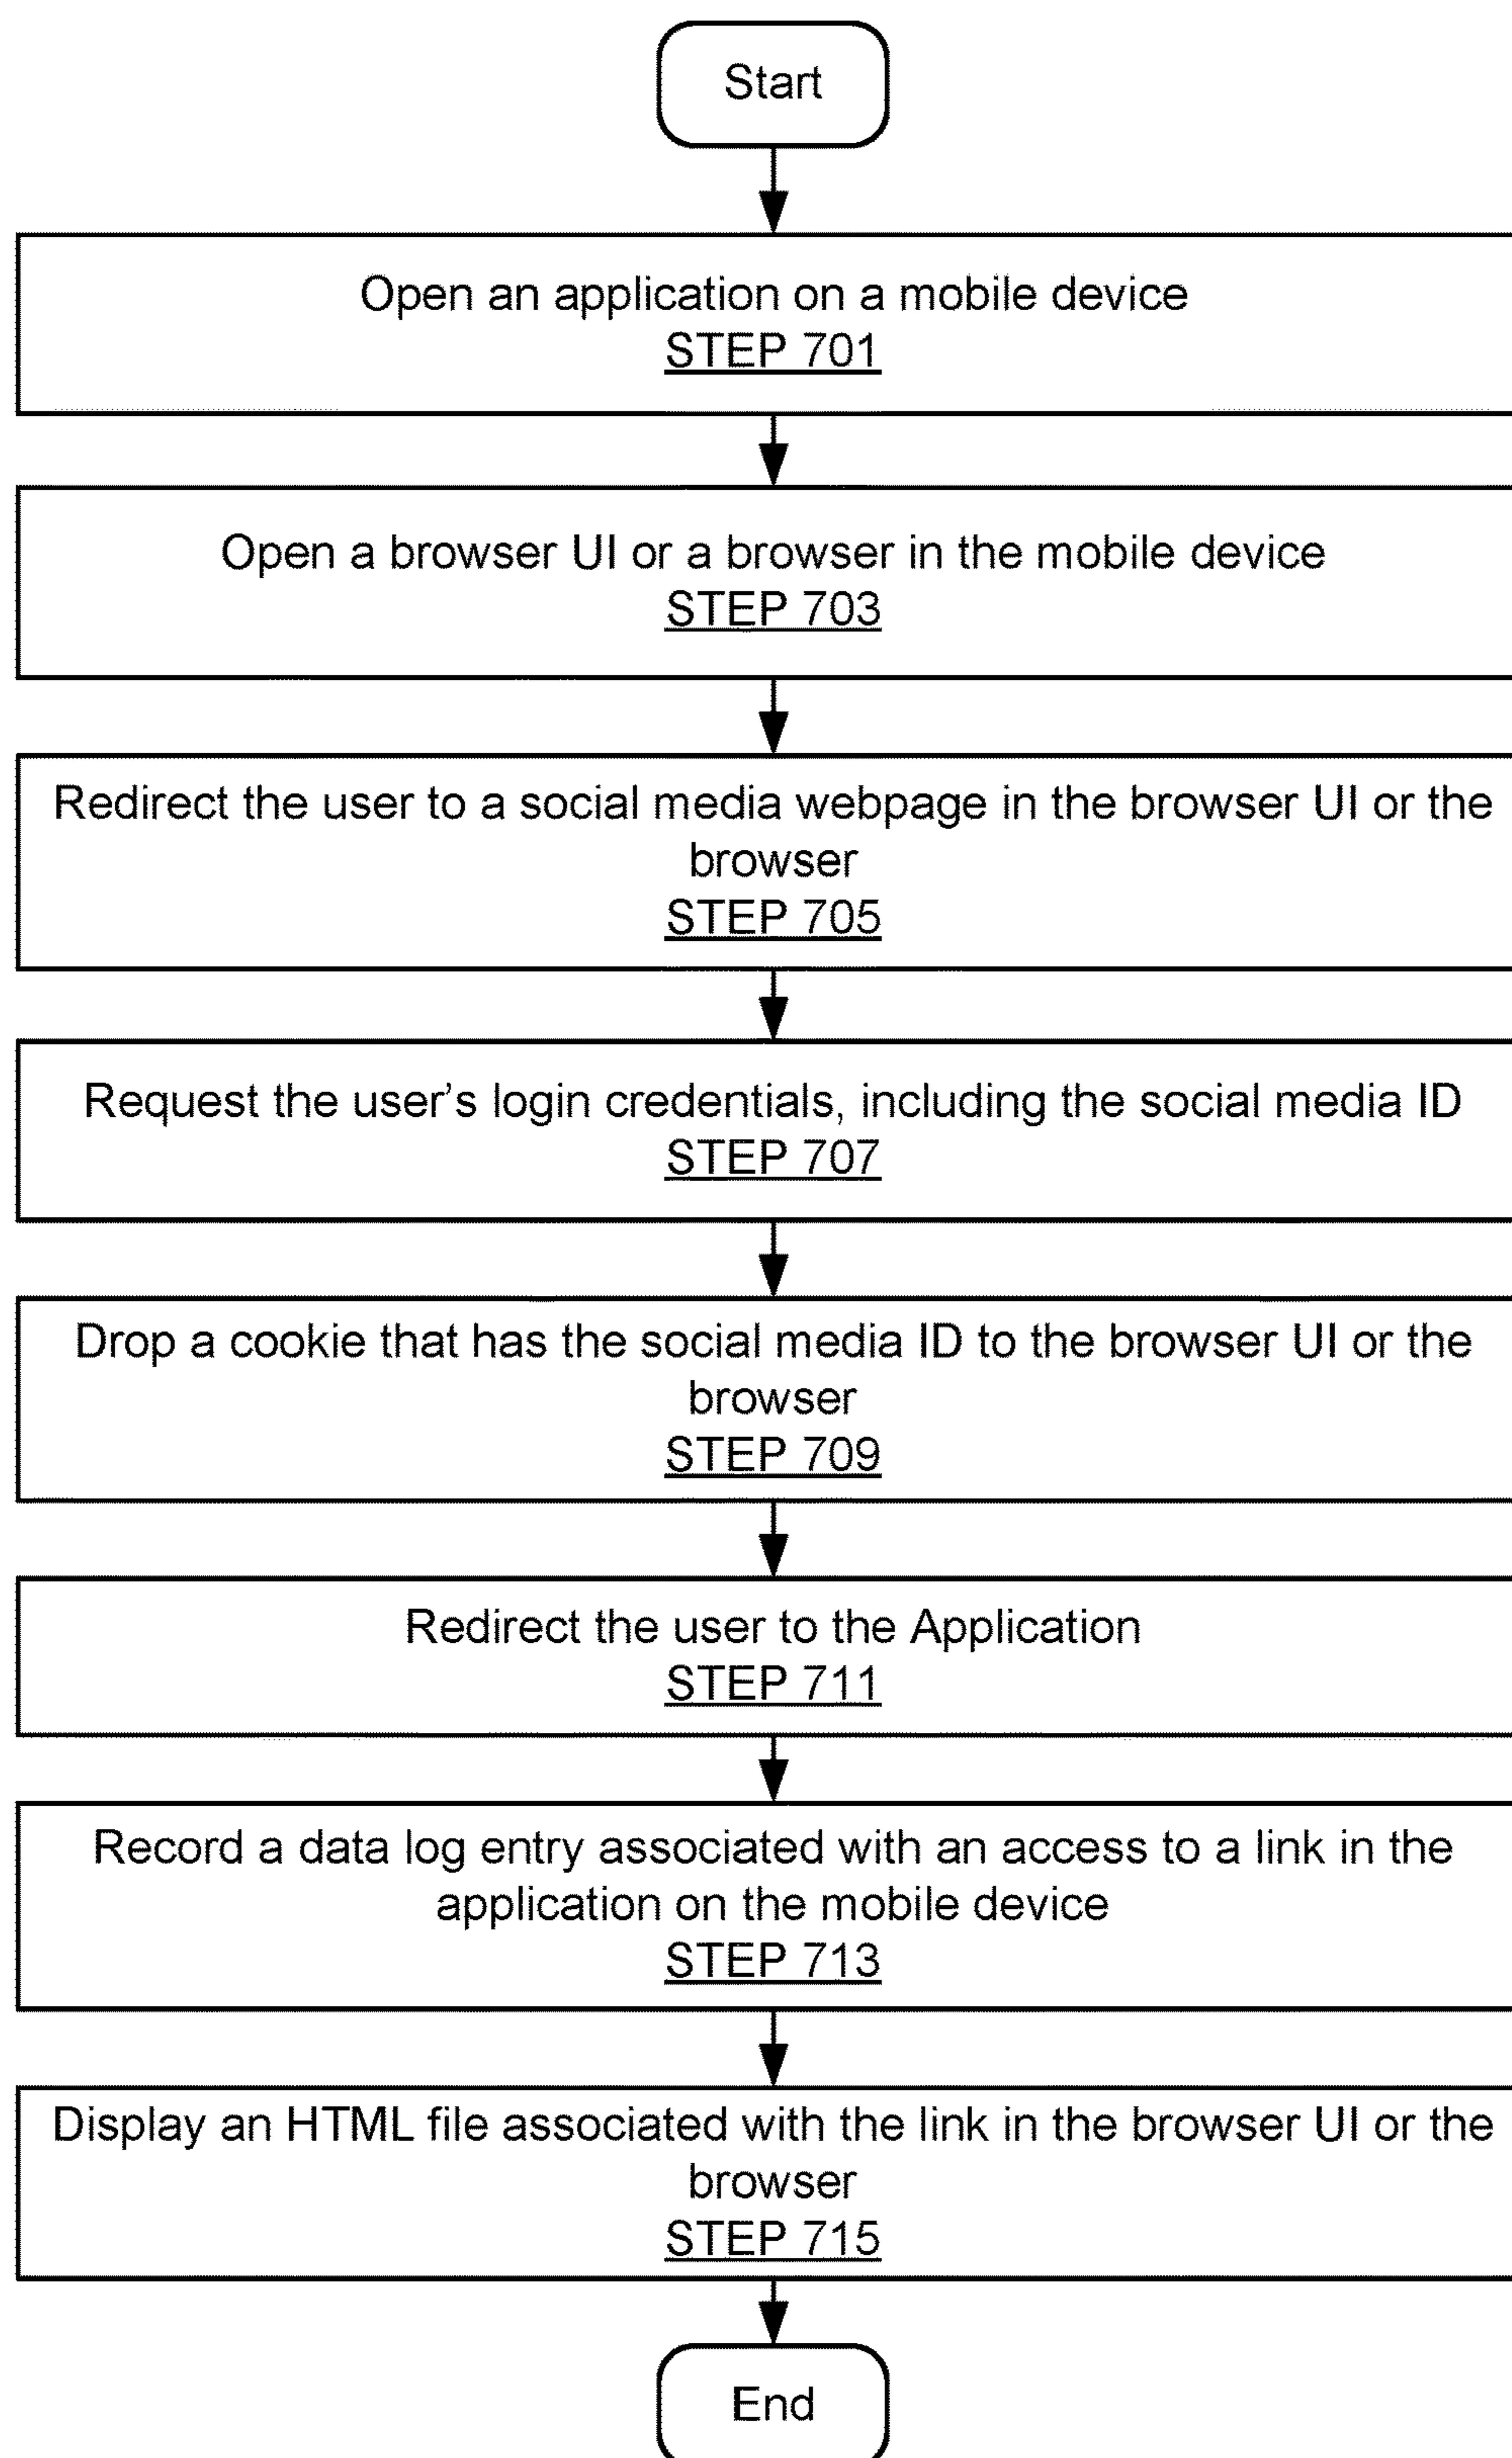 Start
Open an application on a mobile device
STEP 701
Open a browser UI or a browser in the mobile device
STEP 703
Redirect the user to a social media webpage in the browser UI or the
browser
STEP 705
Request the user's login credentials, including the social media ID
STEP 707
Drop a cookie that has the social media ID to the browser UI or the
browser
STEP 709
Redirect the user to the Application
STEP 711
Record a data log entry associated with an access to a link in the
application on the mobile device
STEP 713
Display an HTML file associated with the link in the browser UI or the
browser
STEP 715
End